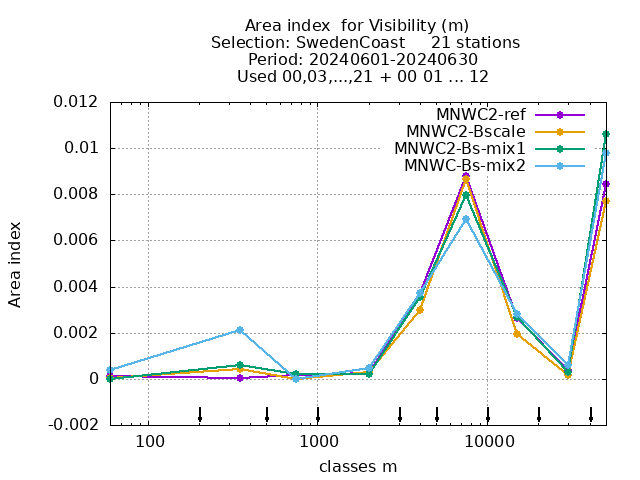 Area index  for Visibility (m)
Selection: SwedenCoast     21 stations
Period: 20240601-20240630
Used 00,03,...,21 + 00 01 ... 12
0.012
0.01
0.008
0.006
0.004
0.002
0
-0.002
Area index
MNWC2-ref
MNWC2-Bscale
MNWC2-Bs-mix1
MNWC-Bs-mix2
100 1000 10000
classes m